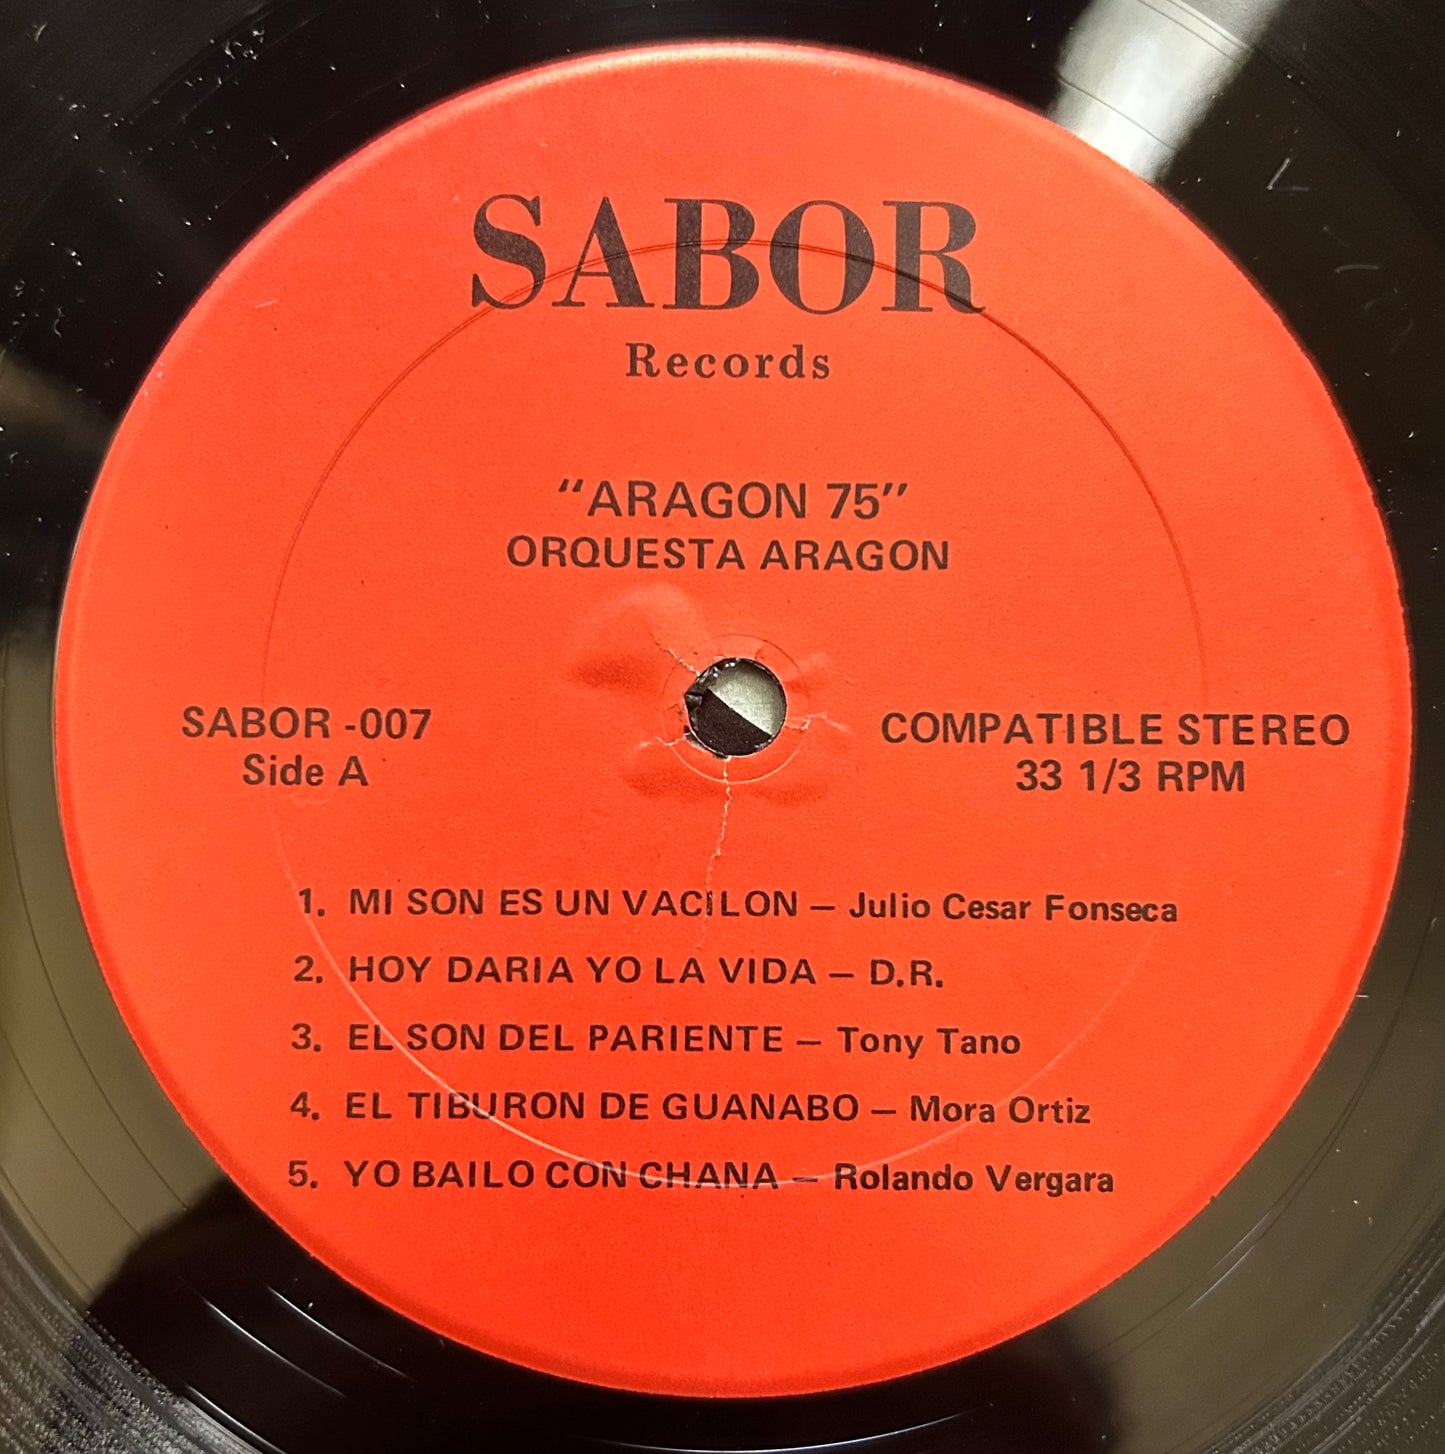 SABOR
Records
"ARAGON 75"
ORQUESTA ARAGON
SABOR -007
Side A
COMPATIBLE STEREO
33 1/3 RPM
1. MI SON ES UN VACILON — Julio Cesar Fonseca
2. HOY DARIA YO LA VIDA — D.R.
3. EL SON DEL PARIENTE — Tony Tano
4. EL TIBURON DE GUANABO — Mora Ortiz
5. YO BAILO CON CHANA — Rolando Vergara